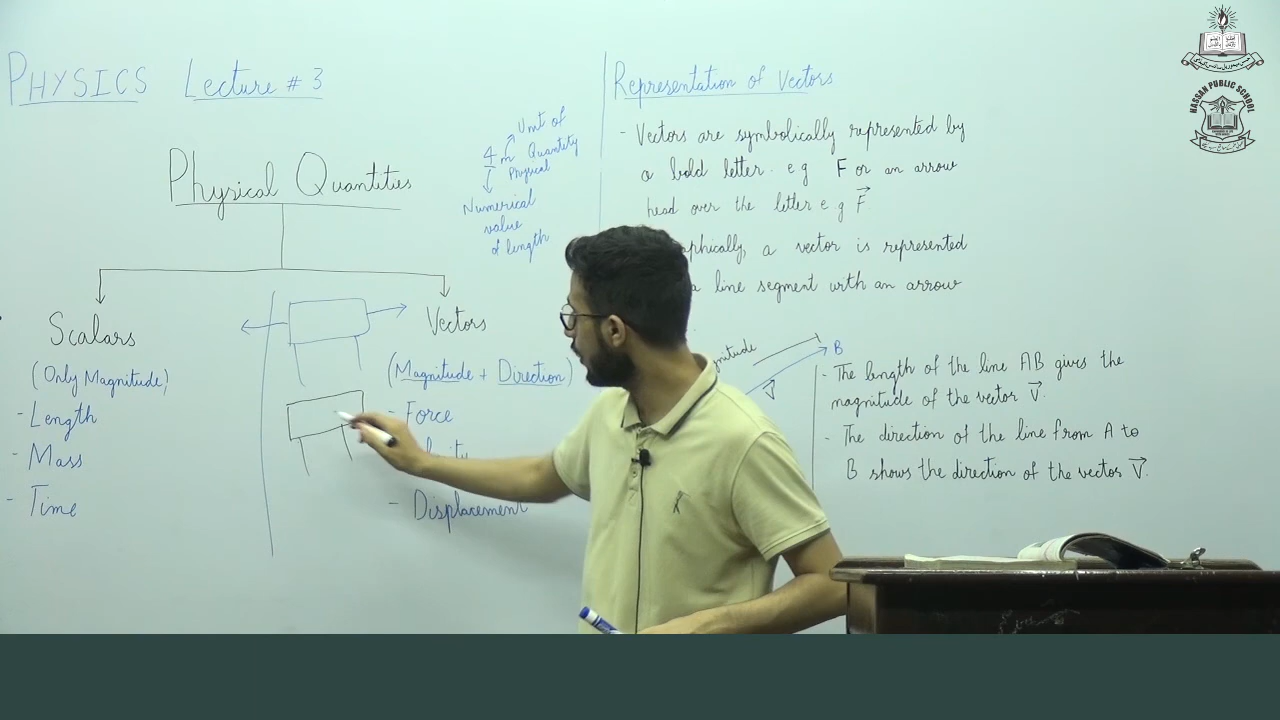 PHYSICS Lecture # 3
Physical Quantities
4 m
Unit of
Physical
Quantity
Numerical
value
of length
Scalars
(Only Magnitude)
- Length
- Mass
- Time
Vectors
(Magnitude + Direction)
- Force
- Displacement
Representation of Vectors
- Vectors are symbolically represented by
a bold letter. e.g F or an arrow
head over the letter e.g F⃗
a vector is represented
a line segment with an arrow
B
V⃗
- The length of the line AB gives the
magnitude of the vector V⃗.
- The direction of the line from A to
B shows the direction of the vector V⃗.
HASSAN PUBLIC SCHOOL